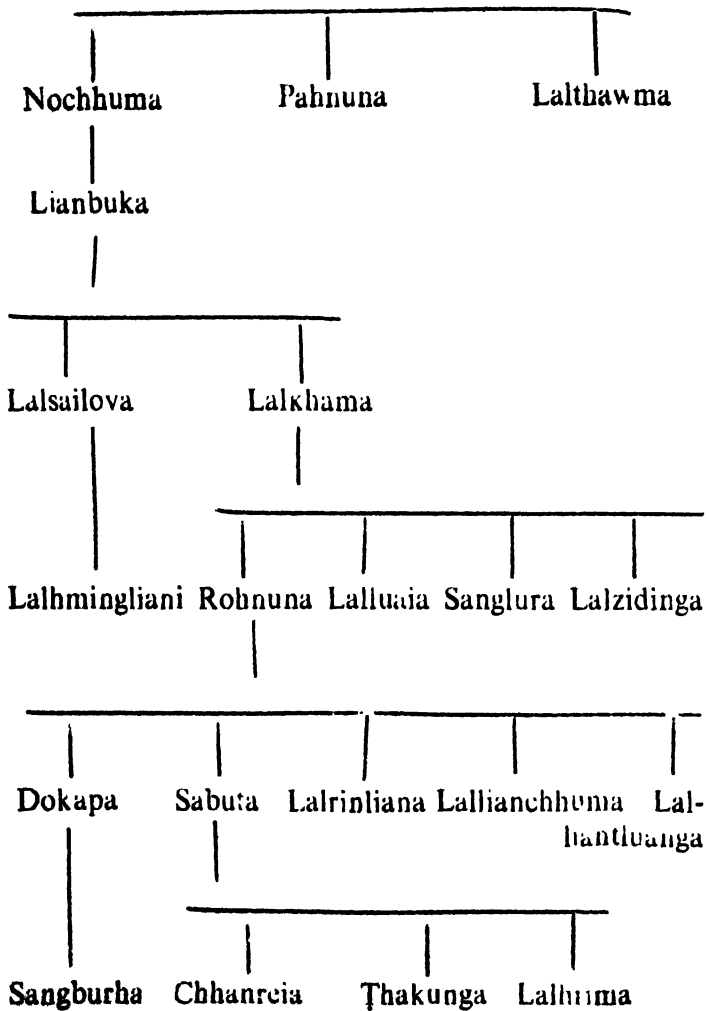 Nochhuma Pahnuna Lalthawma
Lianbuka
Lalsailova Lalkhama
Lalhmingliani Rohnuna Lalluaia Sanglura Lalzidinga
Dokapa Sabuta Lalrinliana Lallianchhuma Lal-
hantluanga
Sangburha Chhanreia Ṭhakunga